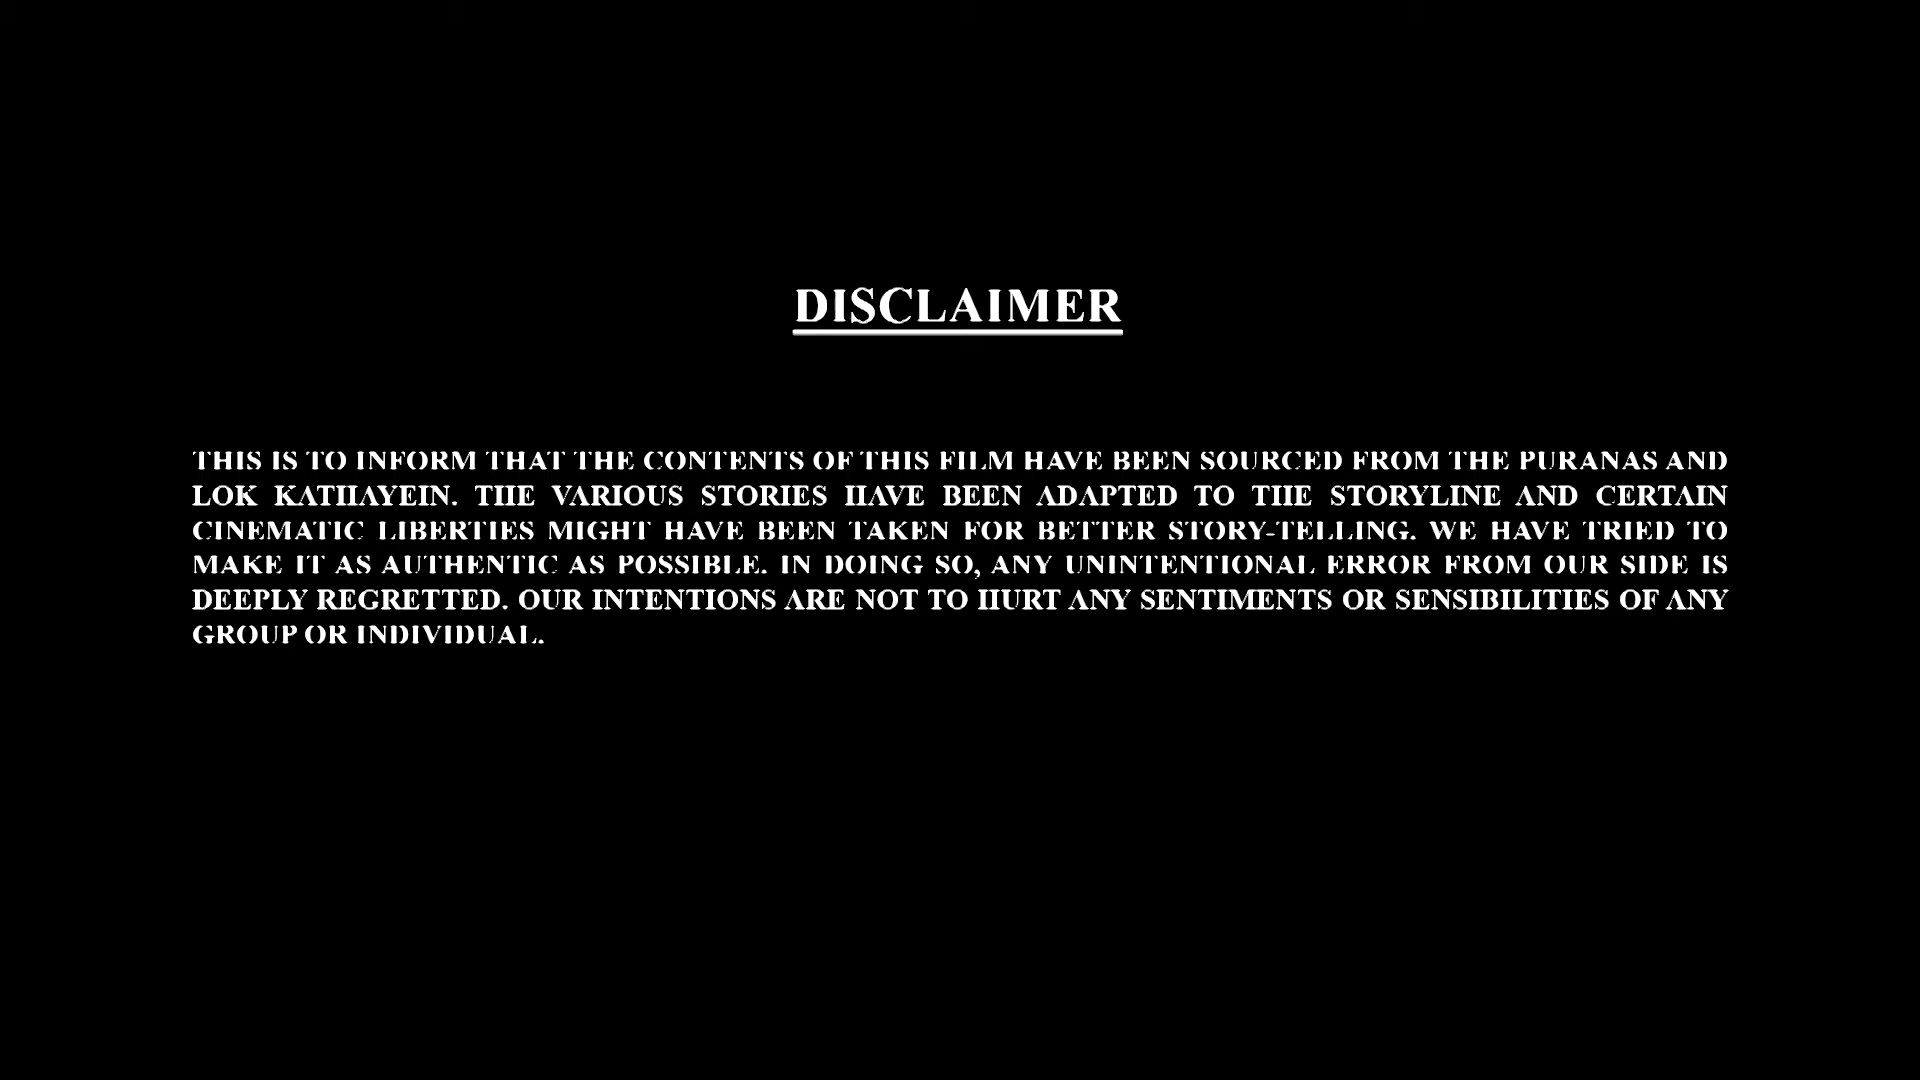 DISCLAIMER
THIS IS TO INFORM THAT THE CONTENTS OF THIS FILM HAVE BEEN SOURCED FROM THE PURANAS AND
LOK KATHAYEIN. THE VARIOUS STORIES HAVE BEEN ADAPTED TO THE STORYLINE AND CERTAIN
CINEMATIC LIBERTIES MIGHT HAVE BEEN TAKEN FOR BETTER STORY-TELLING. WE HAVE TRIED TO
MAKE IT AS AUTHENTIC AS POSSIBLE. IN DOING SO, ANY UNINTENTIONAL ERROR FROM OUR SIDE IS
DEEPLY REGRETTED. OUR INTENTIONS ARE NOT TO HURT ANY SENTIMENTS OR SENSIBILITIES OF ANY
GROUP OR INDIVIDUAL.